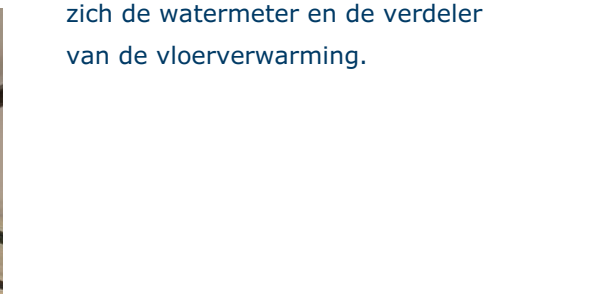 zich de watermeter en de verdeler
van de vloerverwarming.